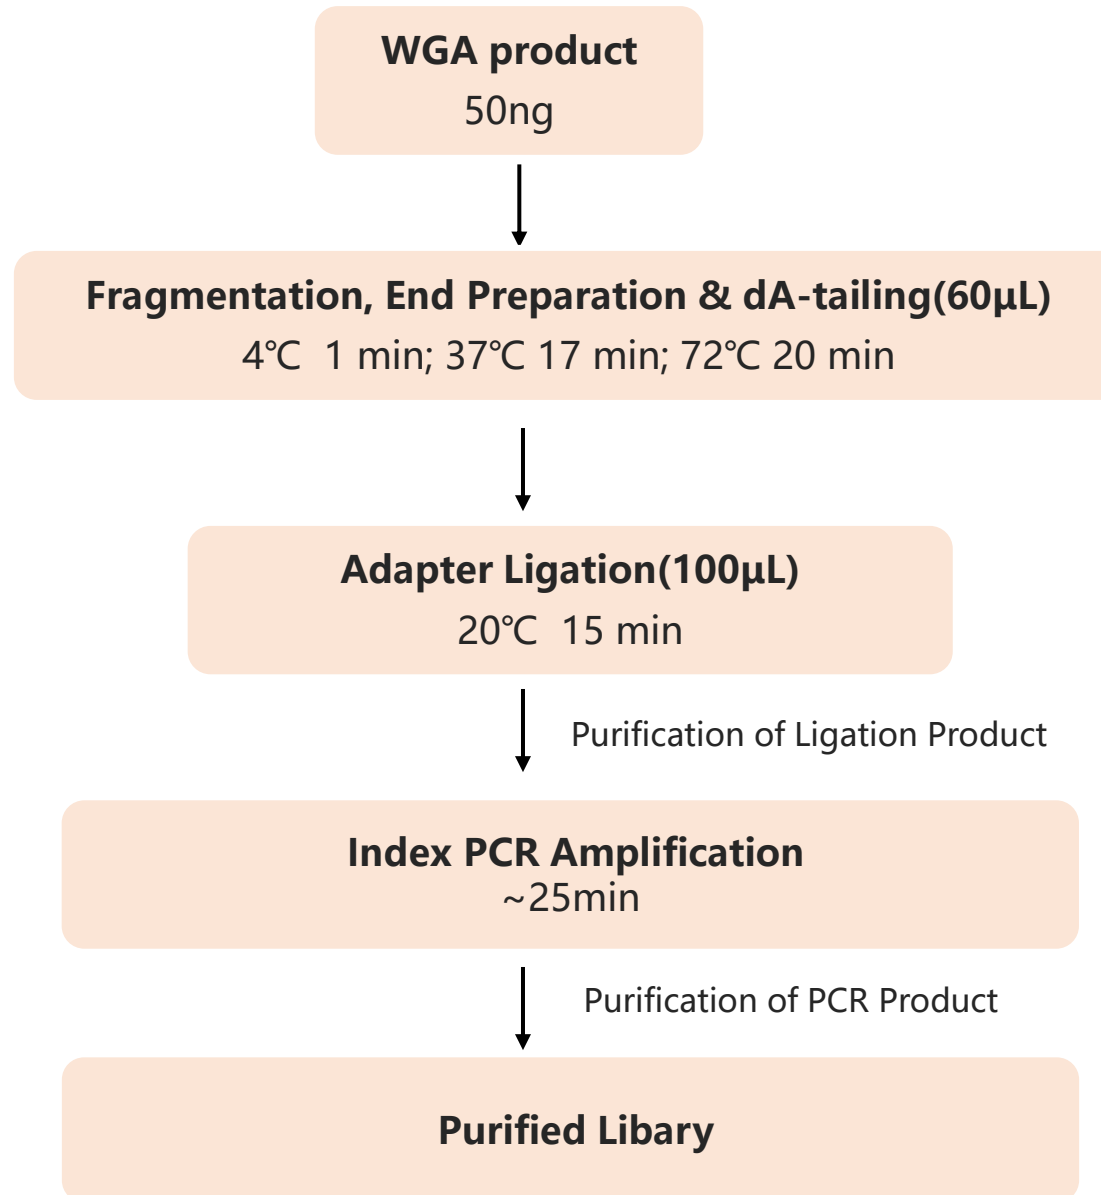 WGA product
50ng
Fragmentation, End Preparation & dA-tailing(60μL)
4℃  1 min; 37℃ 17 min; 72℃ 20 min
Adapter Ligation(100μL)
20℃  15 min
Purification of Ligation Product
Index PCR Amplification
~25min
Purification of PCR Product
Purified Libary